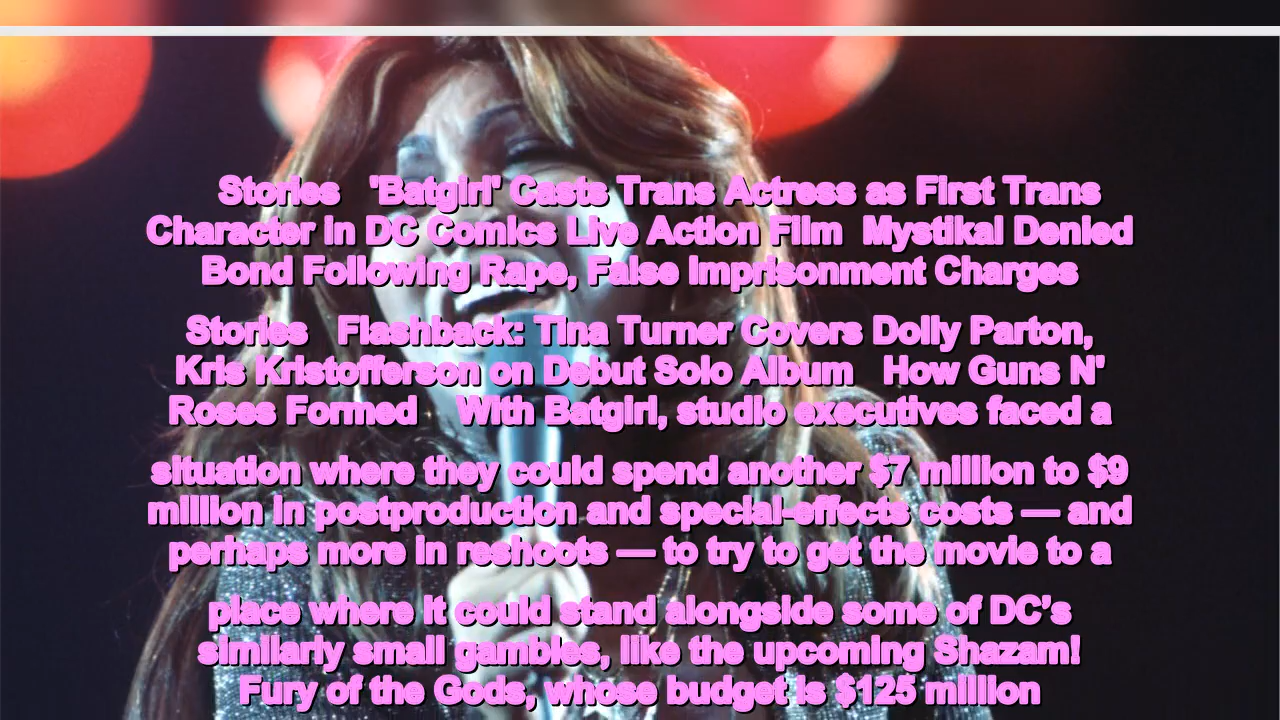 Stories 'Batgirl' Casts Trans Actress as First Trans
Character in DC Comics Live Action Film Mystikal Denied
Bond Following Rape, False Imprisonment Charges
Stories Flashback: Tina Turner Covers Dolly Parton,
Kris Kristofferson on Debut Solo Album How Guns N'
Roses Formed With Batgirl, studio executives faced a
situation where they could spend another $7 million to $9
million in postproduction and special-effects costs — and
perhaps more in reshoots — to try to get the movie to a
place where it could stand alongside some of DC’s
similarly small gambles, like the upcoming Shazam!
Fury of the Gods, whose budget is $125 million